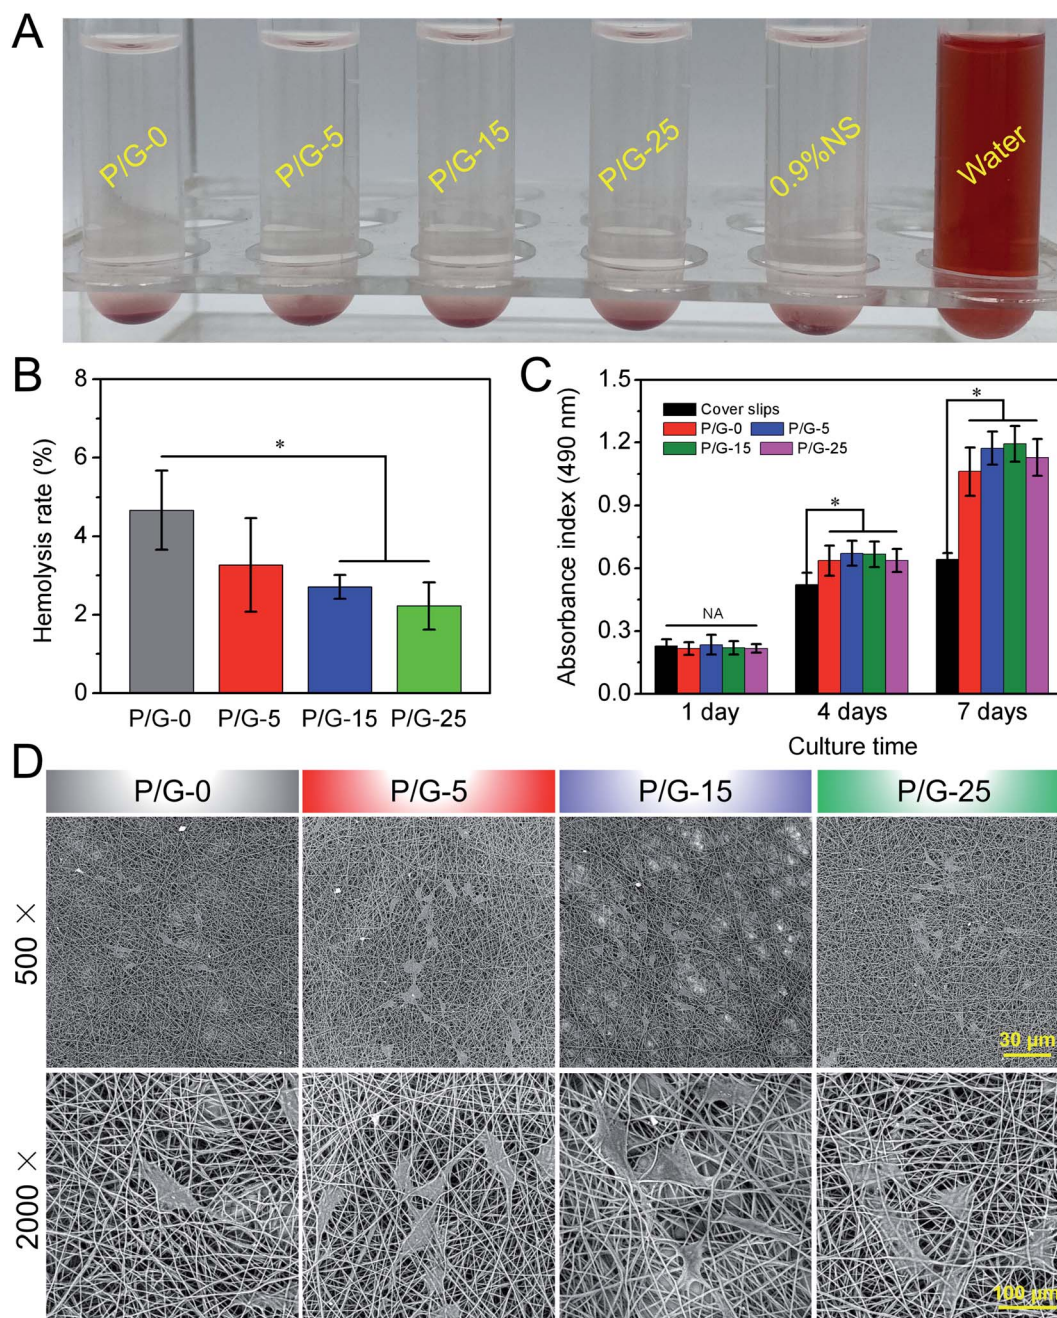 A
P/G-0 P/G-5 P/G-15 P/G-25 0.9%NS Water
B
Hemolysis rate (%)
8
6
4
2
0
*
P/G-0 P/G-5 P/G-15 P/G-25
C
Absorbance index (490 nm)
1.5
1.2
0.9
0.6
0.3
0.0
Cover slips
P/G-0 P/G-5
P/G-15 P/G-25
NA
*
*
1 day 4 days 7 days
Culture time
D
P/G-0 P/G-5 P/G-15 P/G-25
500 ×
30 μm
2000 ×
100 μm